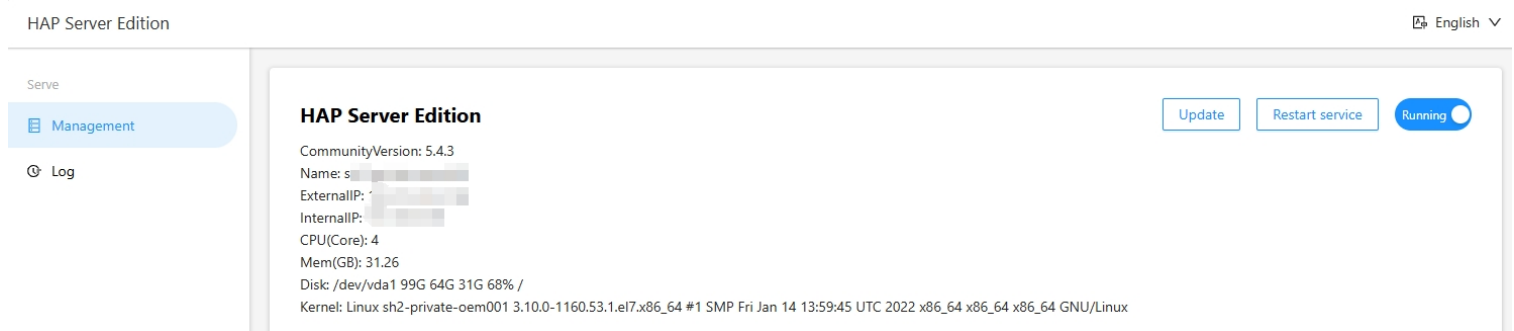 HAP Server Edition
English
Serve
Management
Log
HAP Server Edition
Update
Restart service
Running
CommunityVersion: 5.4.3
Name: s
ExternalIP:
InternalIP:
CPU(Core): 4
Mem(GB): 31.26
Disk: /dev/vda1 99G 64G 31G 68% /
Kernel: Linux sh2-private-oem001 3.10.0-1160.53.1.el7.x86_64 #1 SMP Fri Jan 14 13:59:45 UTC 2022 x86_64 x86_64 x86_64 GNU/Linux